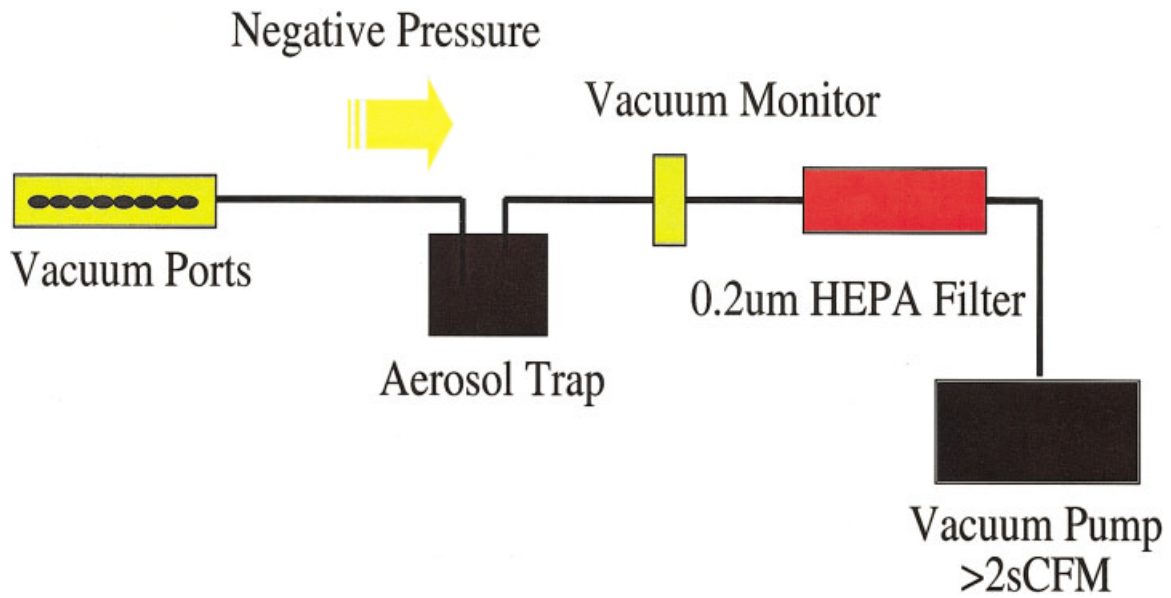 Negative Pressure
Vacuum Monitor
Vacuum Ports
0.2um HEPA Filter
Aerosol Trap
Vacuum Pump
>2sCFM